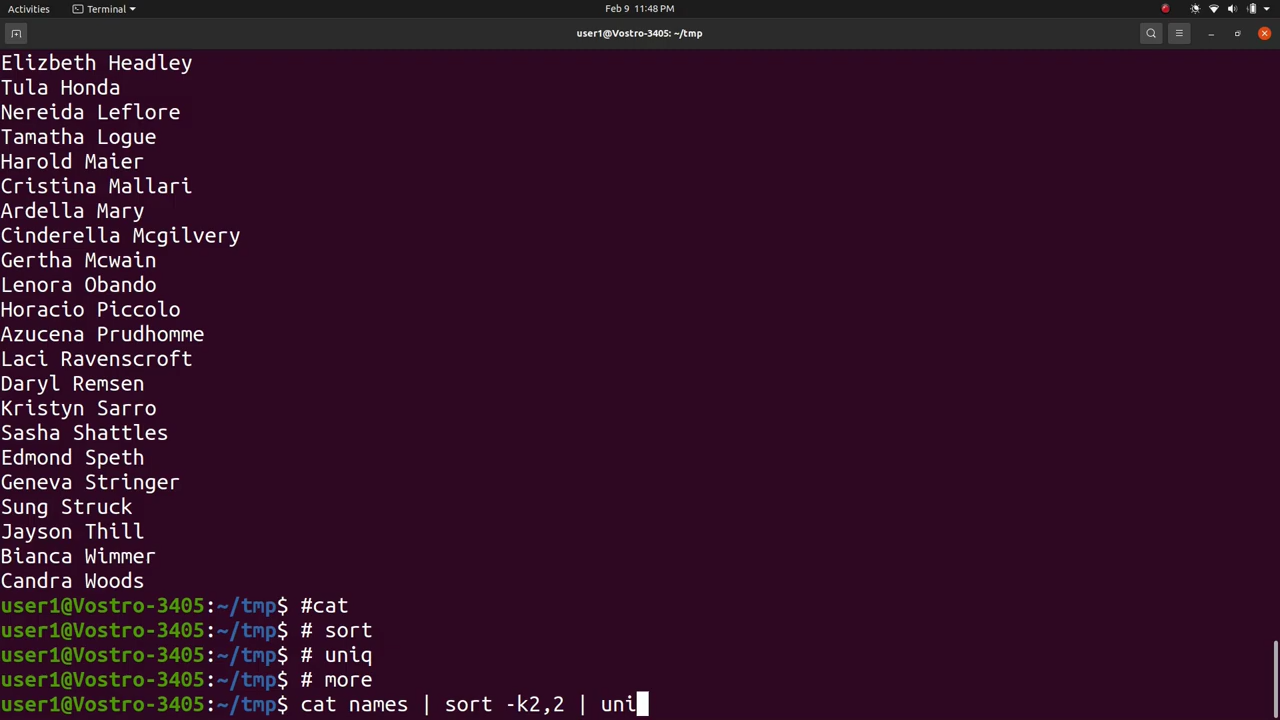 Activities
Terminal
Feb 9 11:48 PM
user1@Vostro-3405: ~/tmp
Elizbeth Headley
Tula Honda
Nereida Leflore
Tamatha Logue
Harold Maier
Cristina Mallari
Ardella Mary
Cinderella Mcgilvery
Gertha Mcwain
Lenora Obando
Horacio Piccolo
Azucena Prudhomme
Laci Ravenscroft
Daryl Remsen
Kristyn Sarro
Sasha Shattles
Edmond Speth
Geneva Stringer
Sung Struck
Jayson Thill
Bianca Wimmer
Candra Woods
user1@Vostro-3405:~/tmp$ #cat
user1@Vostro-3405:~/tmp$ # sort
user1@Vostro-3405:~/tmp$ # uniq
user1@Vostro-3405:~/tmp$ # more
user1@Vostro-3405:~/tmp$ cat names | sort -k2,2 | uni